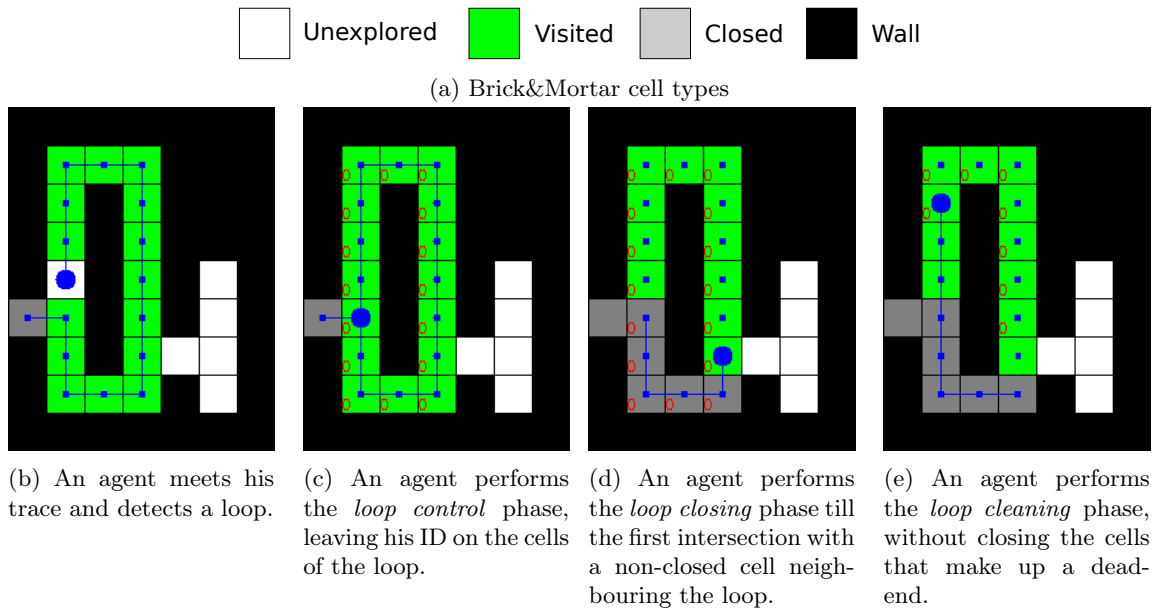 Unexplored
Visited
Closed
Wall
(a) Brick&Mortar cell types
(b) An agent meets his
trace and detects a loop.
(c) An agent performs
the loop control phase,
leaving his ID on the cells
of the loop.
(d) An agent performs
the loop closing phase till
the first intersection with
a non-closed cell neigh-
bouring the loop.
(e) An agent performs
the loop cleaning phase,
without closing the cells
that make up a dead-
end.